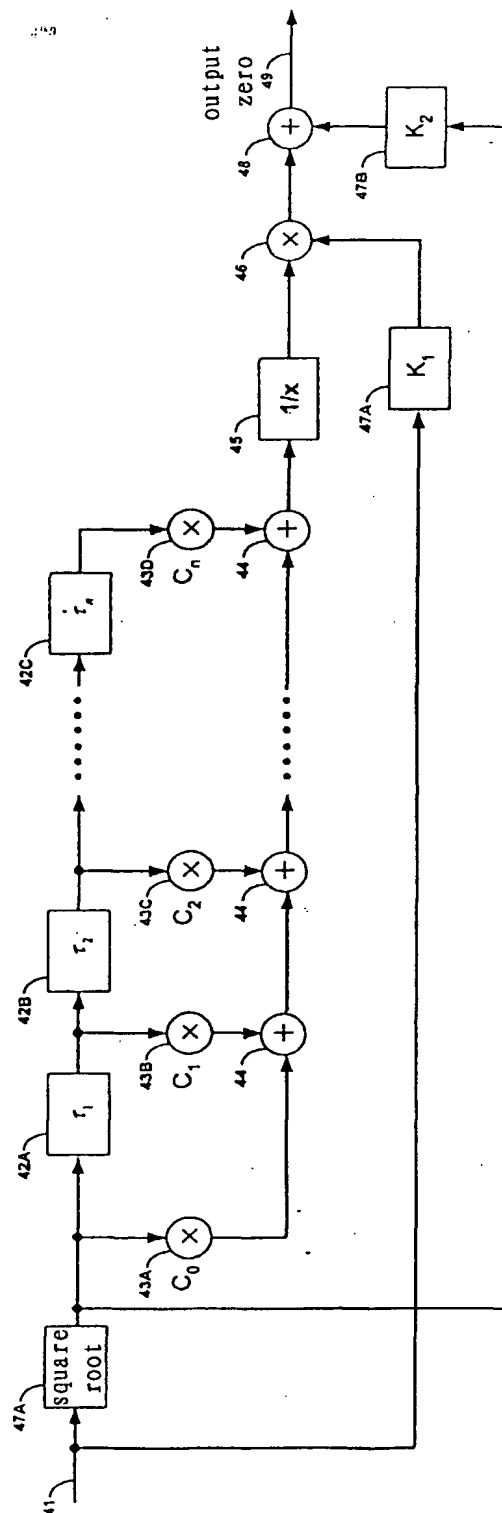 41
47A
square
root
42A
τ₁
42B
τ₂
42C
τₙ
43A
×
C₀
43B
×
C₁
43C
×
C₂
43D
×
Cₙ
44
+
44
+
44
+
45
1/x
46
×
48
+
output
zero
49
47A
K₁
47B
K₂